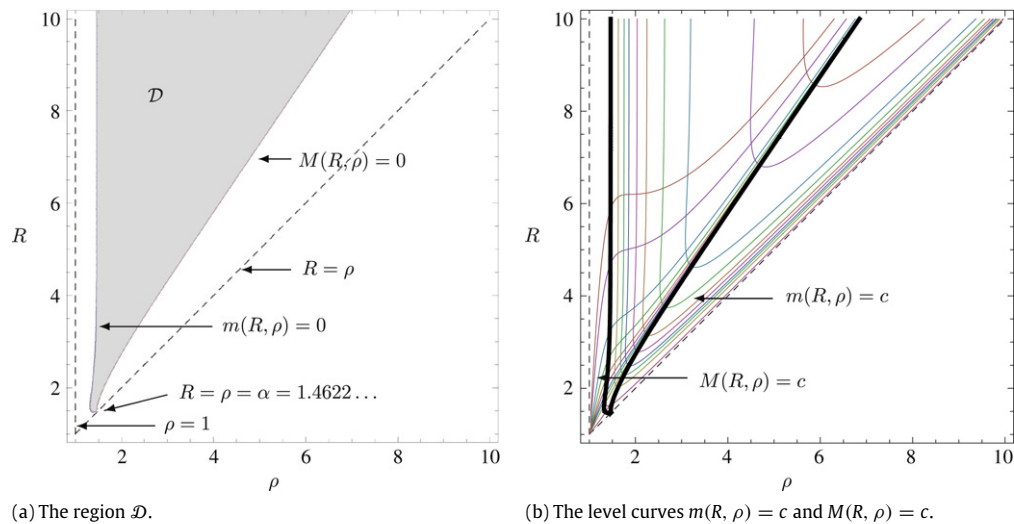 10
8
6
R
4
2
𝒟
M(R, ρ) = 0
R = ρ
m(R, ρ) = 0
R = ρ = α = 1.4622...
ρ = 1
2
4
6
8
10
ρ
(a) The region 𝒟.
10
8
6
R
4
2
m(R, ρ) = c
M(R, ρ) = c
2
4
6
8
10
ρ
(b) The level curves m(R, ρ) = c and M(R, ρ) = c.